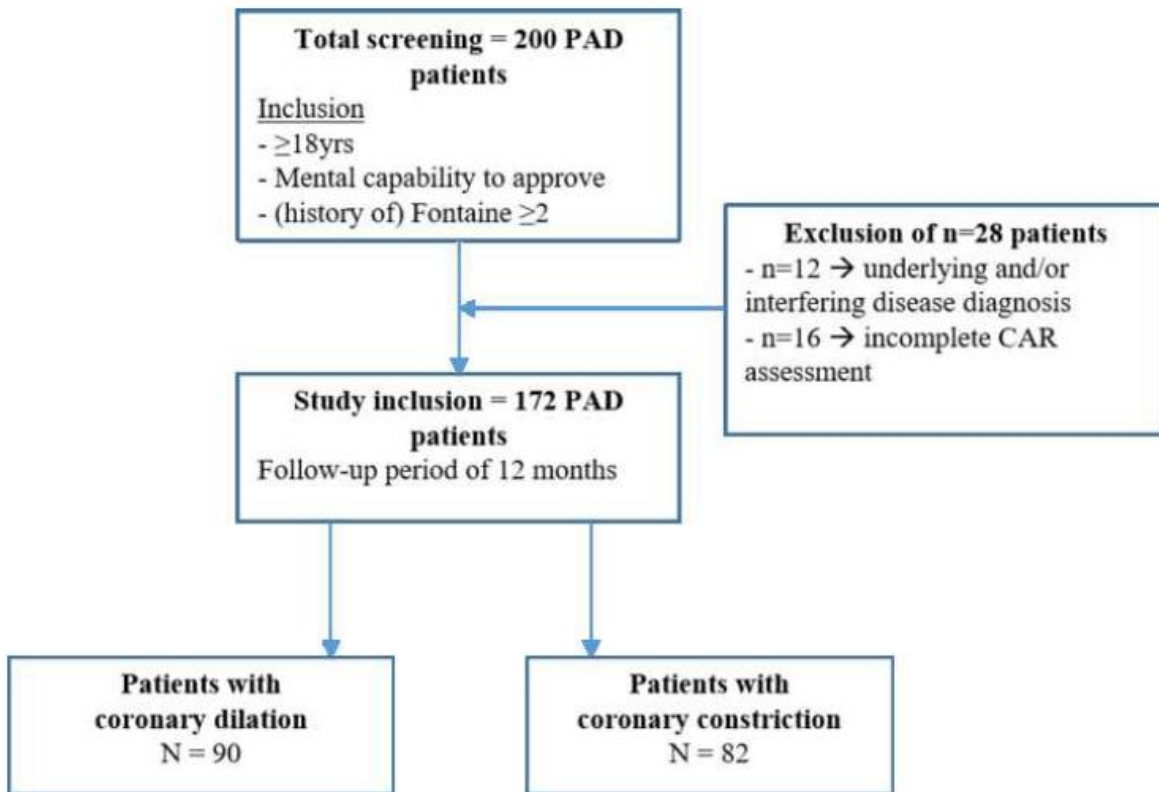 Total screening = 200 PAD
patients
Inclusion
- ≥18yrs
- Mental capability to approve
- (history of) Fontaine ≥2
Exclusion of n=28 patients
- n=12 → underlying and/or
interfering disease diagnosis
- n=16 → incomplete CAR
assessment
Study inclusion = 172 PAD
patients
Follow-up period of 12 months
Patients with
coronary dilation
N = 90
Patients with
coronary constriction
N = 82